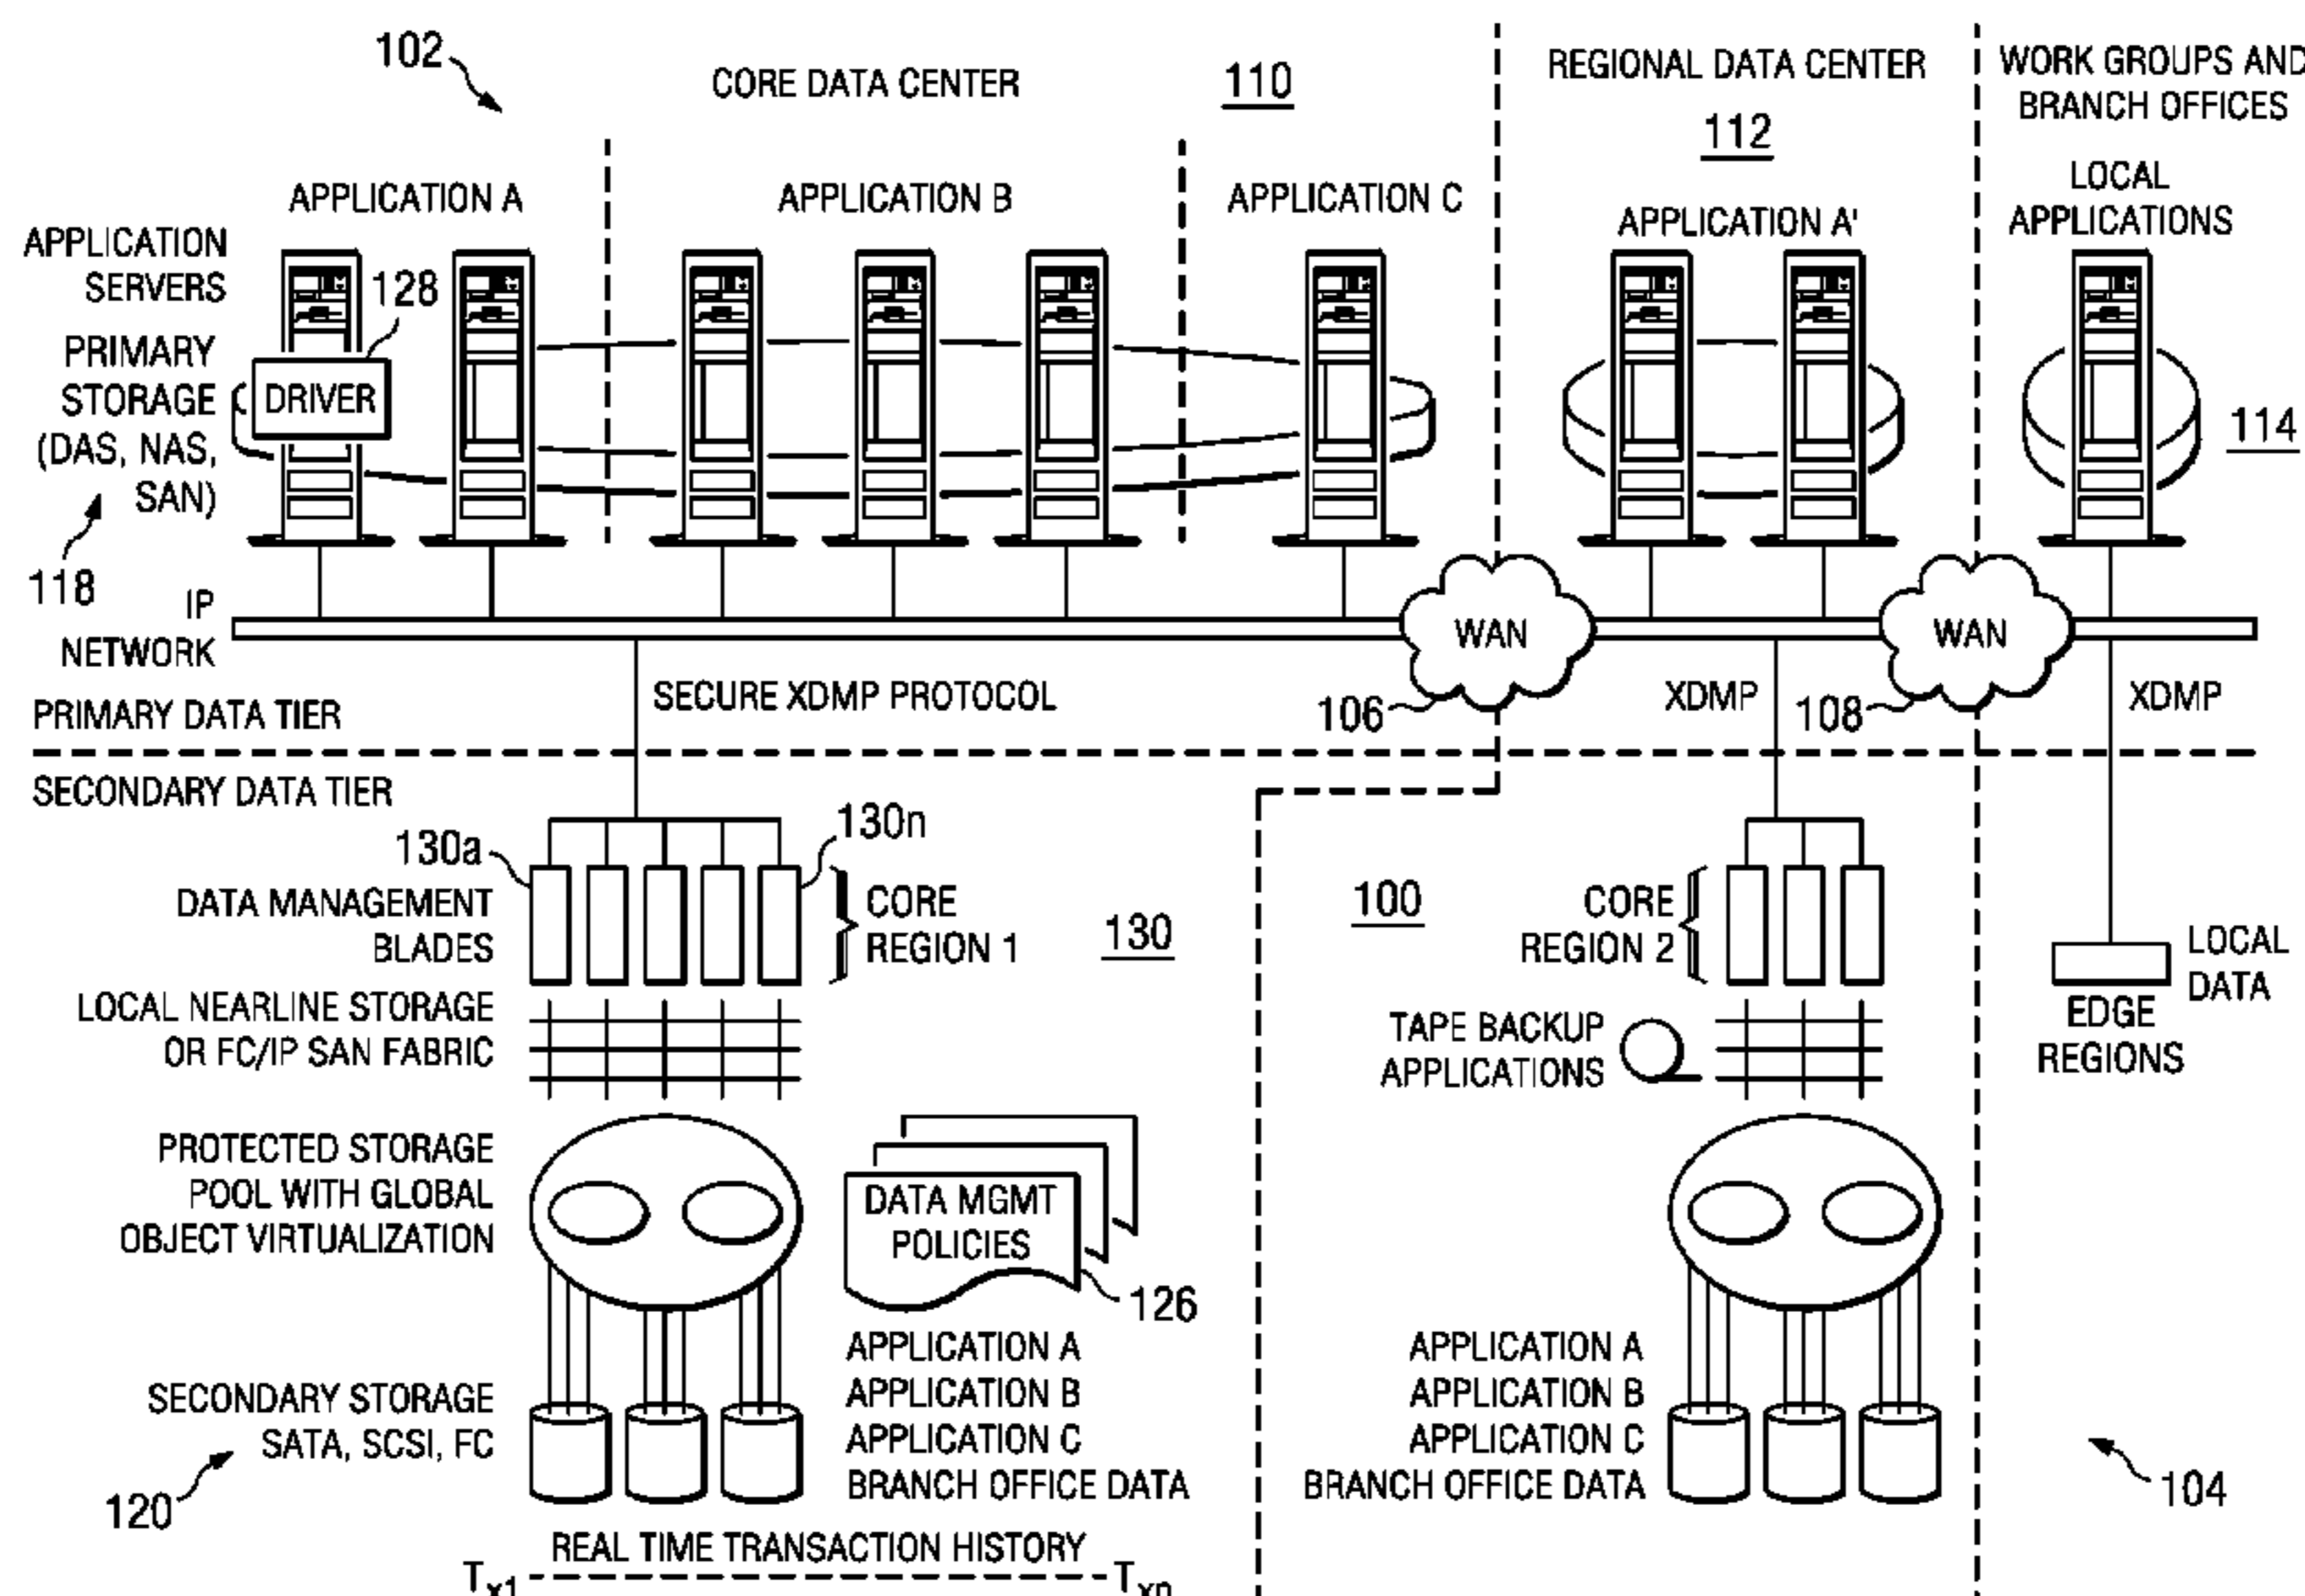 102
CORE DATA CENTER
110
REGIONAL DATA CENTER
112
WORK GROUPS AND
BRANCH OFFICES
APPLICATION A
APPLICATION B
APPLICATION C
APPLICATION A'
LOCAL
APPLICATIONS
APPLICATION
SERVERS
128
PRIMARY
STORAGE
(DAS, NAS,
SAN)
DRIVER
114
118
IP
NETWORK
WAN
WAN
SECURE XDMP PROTOCOL
106
XDMP
108
XDMP
PRIMARY DATA TIER
SECONDARY DATA TIER
130a
130n
DATA MANAGEMENT
BLADES
CORE
REGION 1
130
100
CORE
REGION 2
LOCAL
DATA
EDGE
REGIONS
LOCAL NEARLINE STORAGE
OR FC/IP SAN FABRIC
TAPE BACKUP
APPLICATIONS
PROTECTED STORAGE
POOL WITH GLOBAL
OBJECT VIRTUALIZATION
DATA MGMT
POLICIES
126
SECONDARY STORAGE
SATA, SCSI, FC
120
APPLICATION A
APPLICATION B
APPLICATION C
BRANCH OFFICE DATA
APPLICATION A
APPLICATION B
APPLICATION C
BRANCH OFFICE DATA
104
REAL TIME TRANSACTION HISTORY
Tx1
Txn